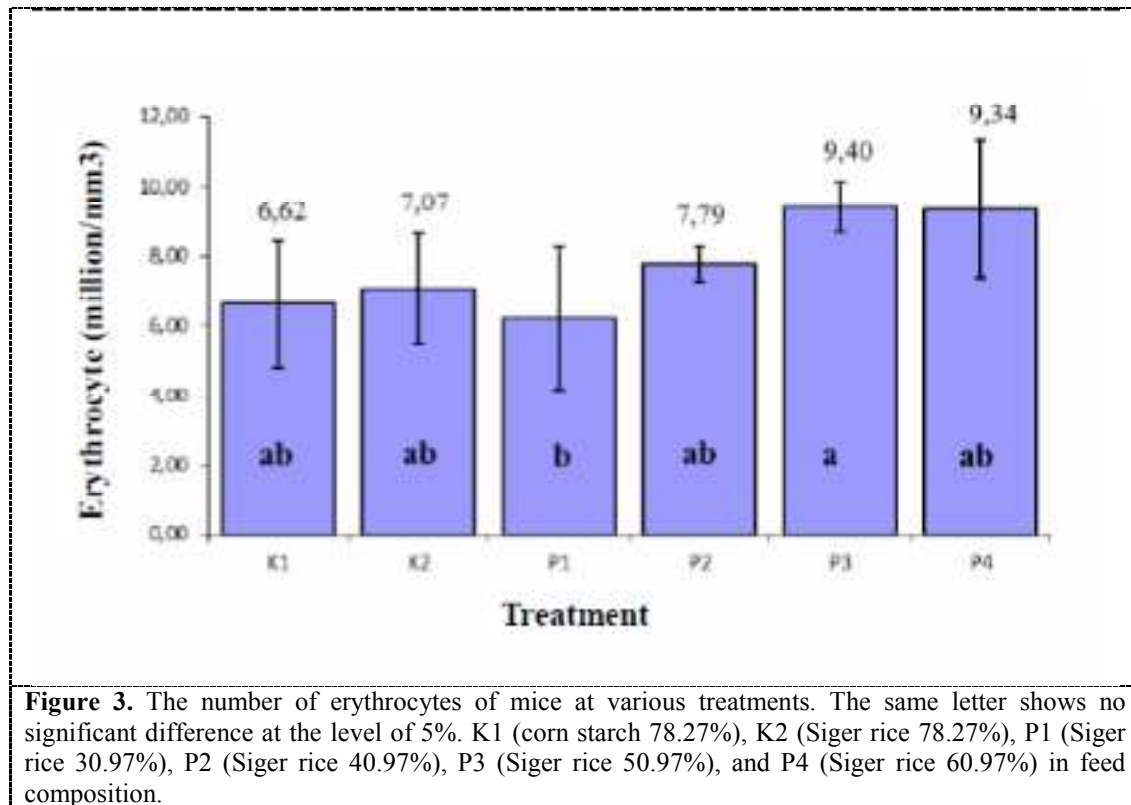 Erythrocyte (million/mm3)
12,00
10,00
8,00
6,00
4,00
2,00
0,00
6,62
7,07
7,79
9,40
9,34
ab
ab
b
ab
a
ab
K1
K2
P1
P2
P3
P4
Treatment
Figure 3. The number of erythrocytes of mice at various treatments. The same letter shows no
significant difference at the level of 5%. K1 (corn starch 78.27%), K2 (Siger rice 78.27%), P1 (Siger
rice 30.97%), P2 (Siger rice 40.97%), P3 (Siger rice 50.97%), and P4 (Siger rice 60.97%) in feed
composition.